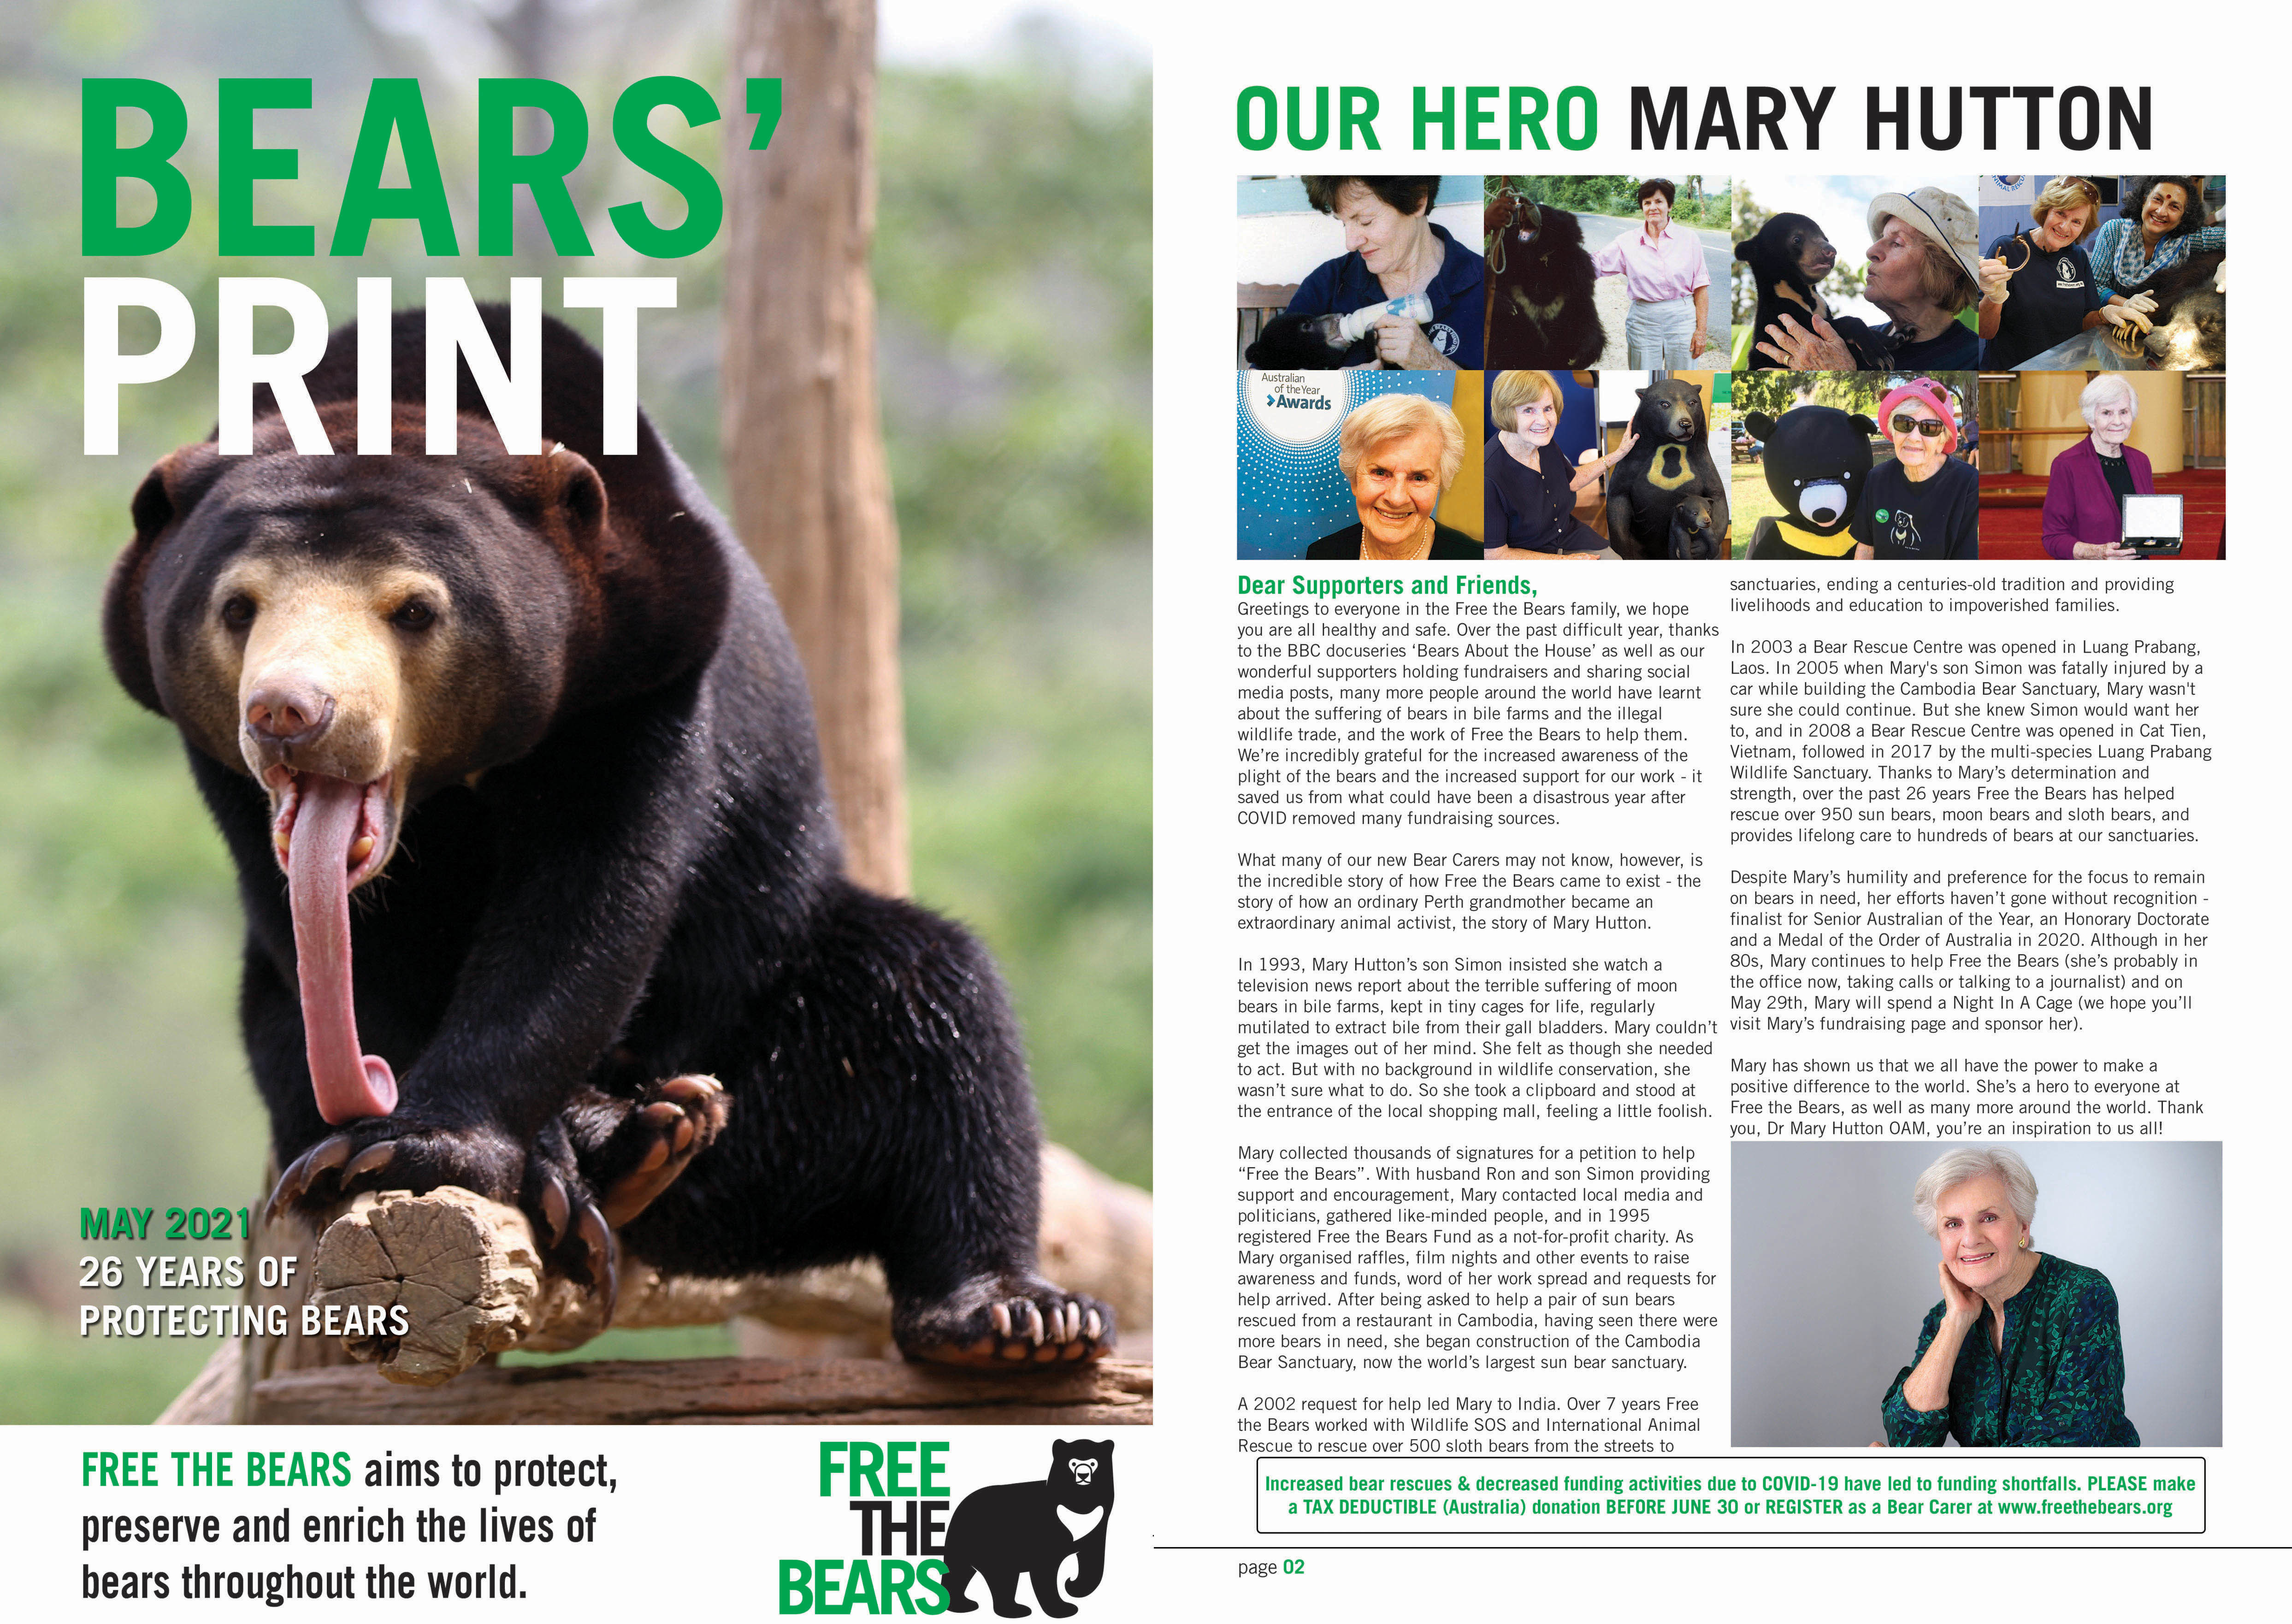 BEARS’
PRINT
MAY 2021
26 YEARS OF
PROTECTING BEARS
FREE THE BEARS aims to protect,
preserve and enrich the lives of
bears throughout the world.
FREE
THE
BEARS
OUR HERO MARY HUTTON
Australian
of the Year
Awards
Dear Supporters and Friends,
Greetings to everyone in the Free the Bears family, we hope
you are all healthy and safe. Over the past difficult year, thanks
to the BBC docuseries ‘Bears About the House’ as well as our
wonderful supporters holding fundraisers and sharing social
media posts, many more people around the world have learnt
about the suffering of bears in bile farms and the illegal
wildlife trade, and the work of Free the Bears to help them.
We’re incredibly grateful for the increased awareness of the
plight of the bears and the increased support for our work - it
saved us from what could have been a disastrous year after
COVID removed many fundraising sources.
What many of our new Bear Carers may not know, however, is
the incredible story of how Free the Bears came to exist - the
story of how an ordinary Perth grandmother became an
extraordinary animal activist, the story of Mary Hutton.
In 1993, Mary Hutton’s son Simon insisted she watch a
television news report about the terrible suffering of moon
bears in bile farms, kept in tiny cages for life, regularly
mutilated to extract bile from their gall bladders. Mary couldn’t
get the images out of her mind. She felt as though she needed
to act. But with no background in wildlife conservation, she
wasn’t sure what to do. So she took a clipboard and stood at
the entrance of the local shopping mall, feeling a little foolish.
Mary collected thousands of signatures for a petition to help
“Free the Bears”. With husband Ron and son Simon providing
support and encouragement, Mary contacted local media and
politicians, gathered like-minded people, and in 1995
registered Free the Bears Fund as a not-for-profit charity. As
Mary organised raffles, film nights and other events to raise
awareness and funds, word of her work spread and requests for
help arrived. After being asked to help a pair of sun bears
rescued from a restaurant in Cambodia, having seen there were
more bears in need, she began construction of the Cambodia
Bear Sanctuary, now the world’s largest sun bear sanctuary.
A 2002 request for help led Mary to India. Over 7 years Free
the Bears worked with Wildlife SOS and International Animal
Rescue to rescue over 500 sloth bears from the streets to
sanctuaries, ending a centuries-old tradition and providing
livelihoods and education to impoverished families.
In 2003 a Bear Rescue Centre was opened in Luang Prabang,
Laos. In 2005 when Mary's son Simon was fatally injured by a
car while building the Cambodia Bear Sanctuary, Mary wasn't
sure she could continue. But she knew Simon would want her
to, and in 2008 a Bear Rescue Centre was opened in Cat Tien,
Vietnam, followed in 2017 by the multi-species Luang Prabang
Wildlife Sanctuary. Thanks to Mary’s determination and
strength, over the past 26 years Free the Bears has helped
rescue over 950 sun bears, moon bears and sloth bears, and
provides lifelong care to hundreds of bears at our sanctuaries.
Despite Mary’s humility and preference for the focus to remain
on bears in need, her efforts haven’t gone without recognition -
finalist for Senior Australian of the Year, an Honorary Doctorate
and a Medal of the Order of Australia in 2020. Although in her
80s, Mary continues to help Free the Bears (she’s probably in
the office now, taking calls or talking to a journalist) and on
May 29th, Mary will spend a Night In A Cage (we hope you’ll
visit Mary’s fundraising page and sponsor her).
Mary has shown us that we all have the power to make a
positive difference to the world. She’s a hero to everyone at
Free the Bears, as well as many more around the world. Thank
you, Dr Mary Hutton OAM, you’re an inspiration to us all!
Increased bear rescues & decreased funding activities due to COVID-19 have led to funding shortfalls. PLEASE make
a TAX DEDUCTIBLE (Australia) donation BEFORE JUNE 30 or REGISTER as a Bear Carer at www.freethebears.org
page 02